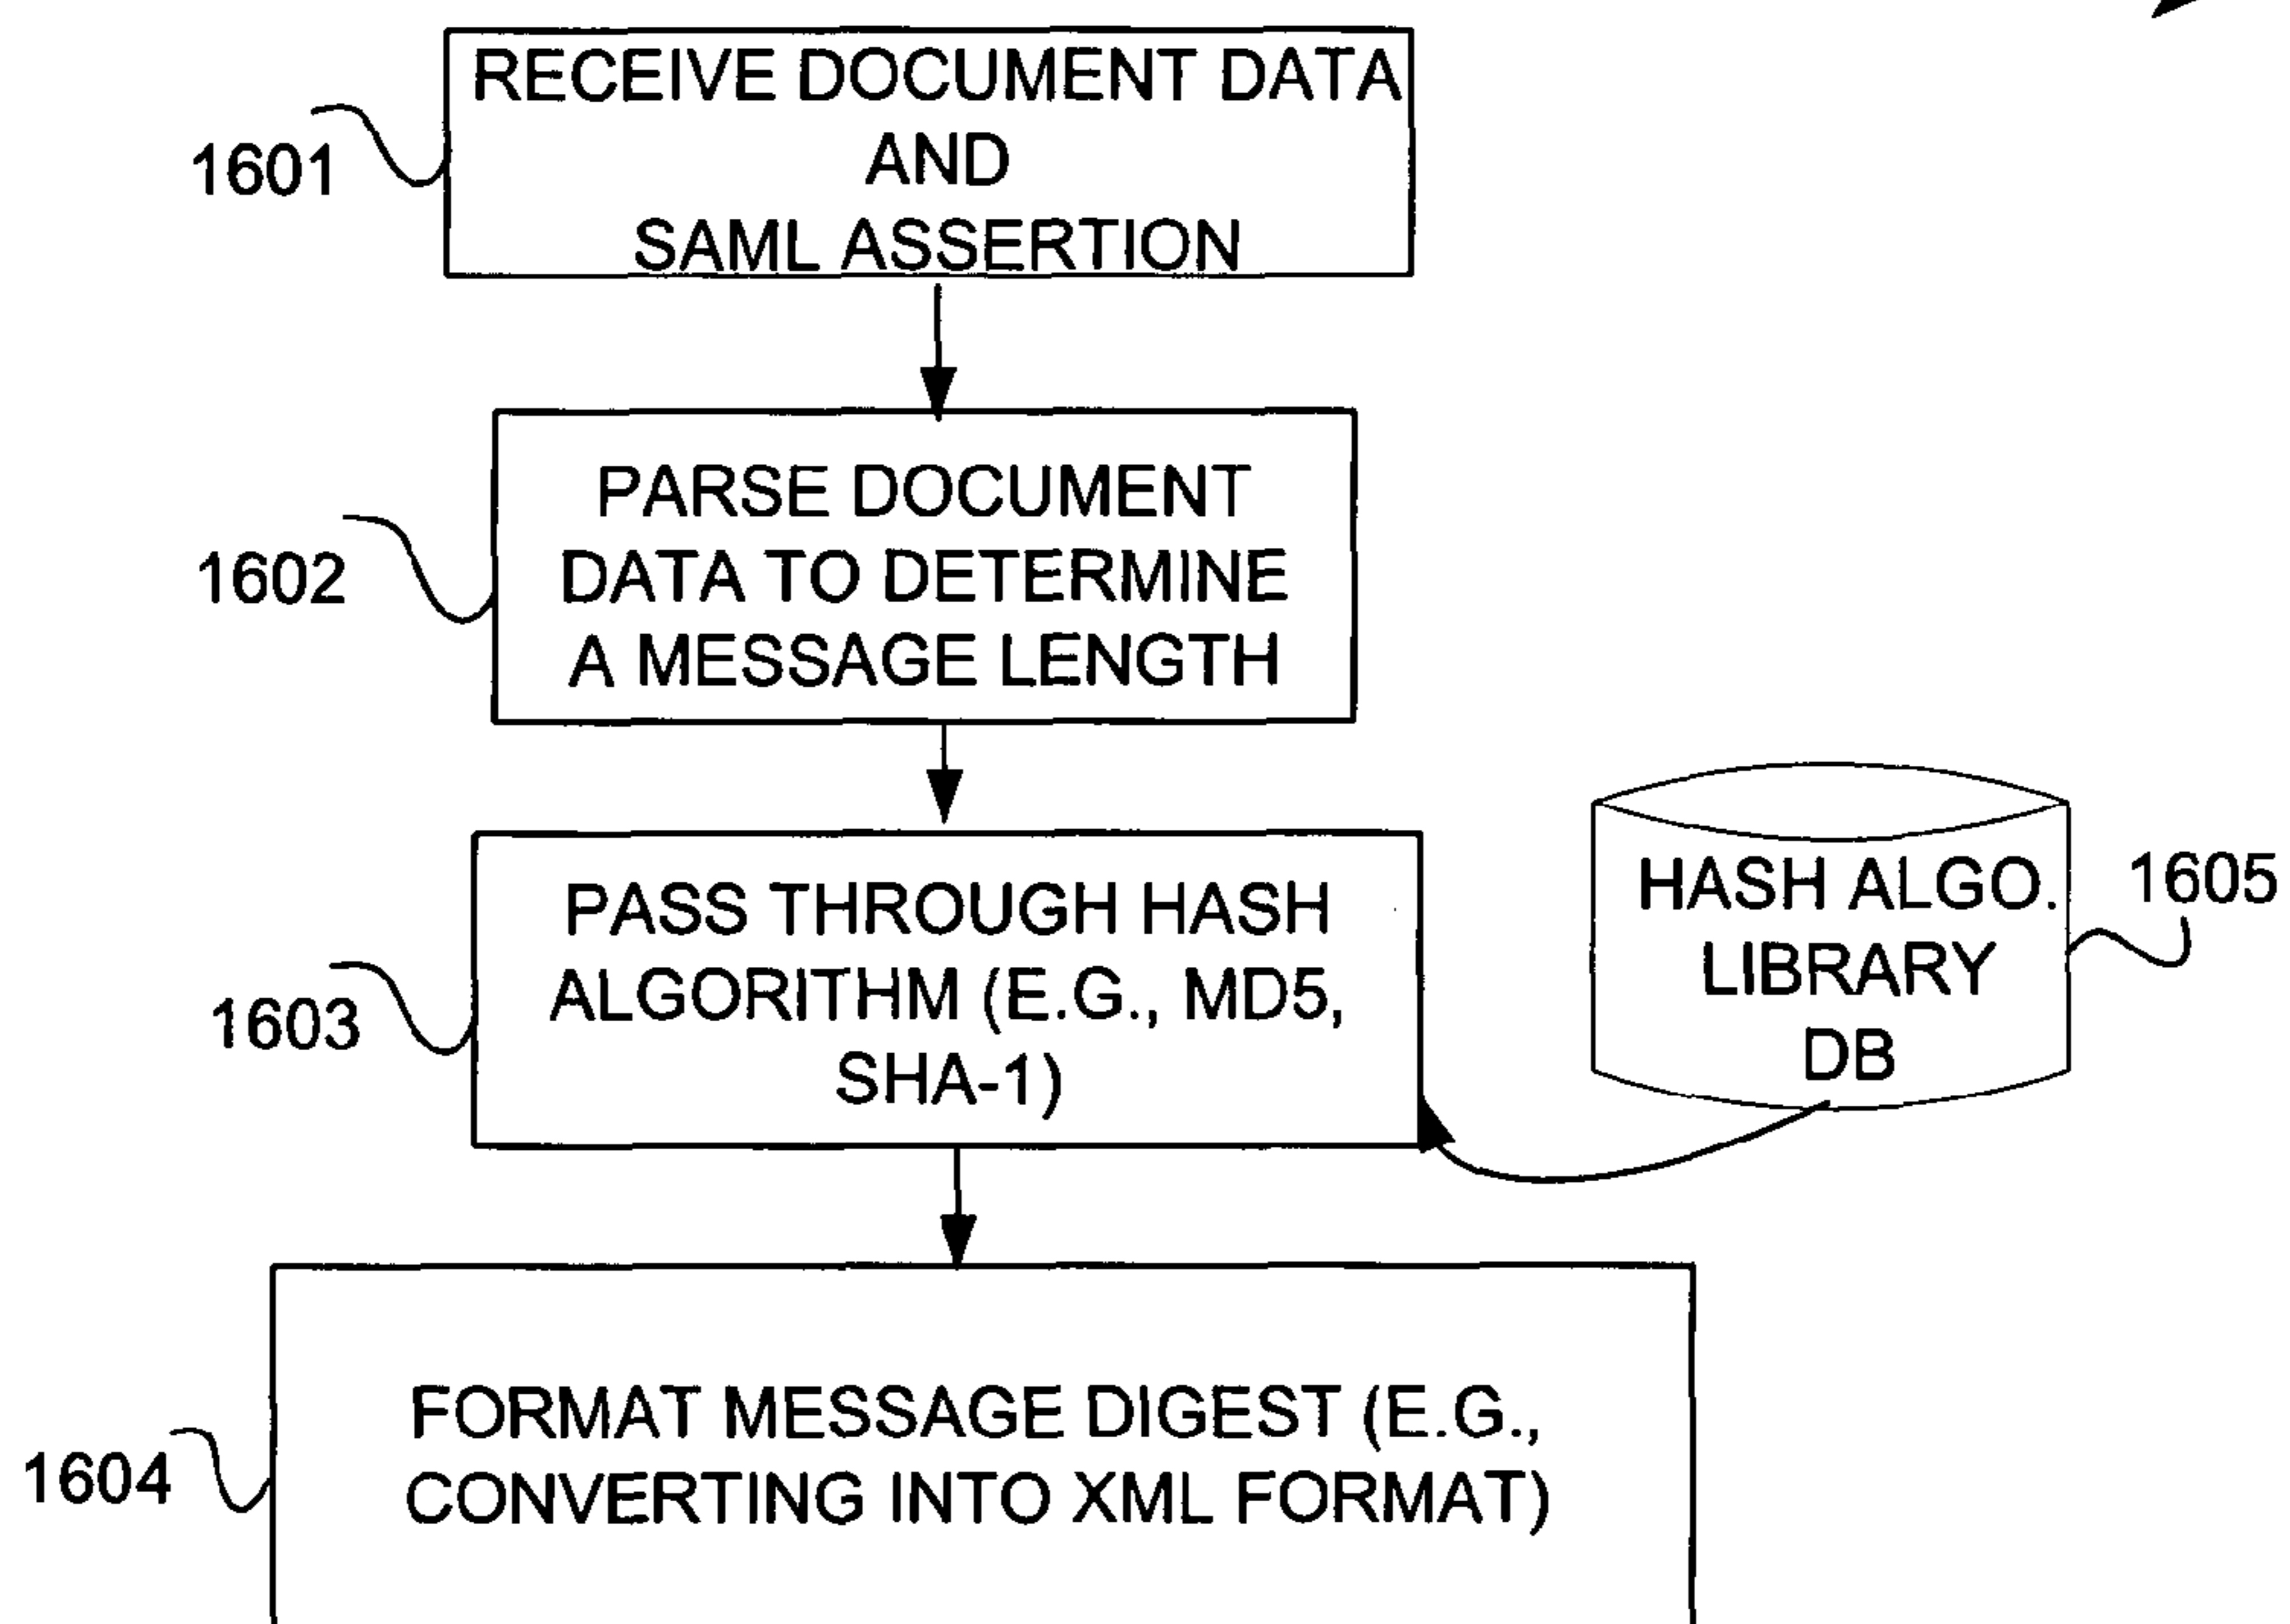 RECEIVE DOCUMENT DATA
AND
SAML ASSERTION
1601
PARSE DOCUMENT
DATA TO DETERMINE
A MESSAGE LENGTH
1602
PASS THROUGH HASH
ALGORITHM (E.G., MD5,
SHA-1)
1603
HASH ALGO.
LIBRARY
DB
1605
FORMAT MESSAGE DIGEST (E.G.,
CONVERTING INTO XML FORMAT)
1604